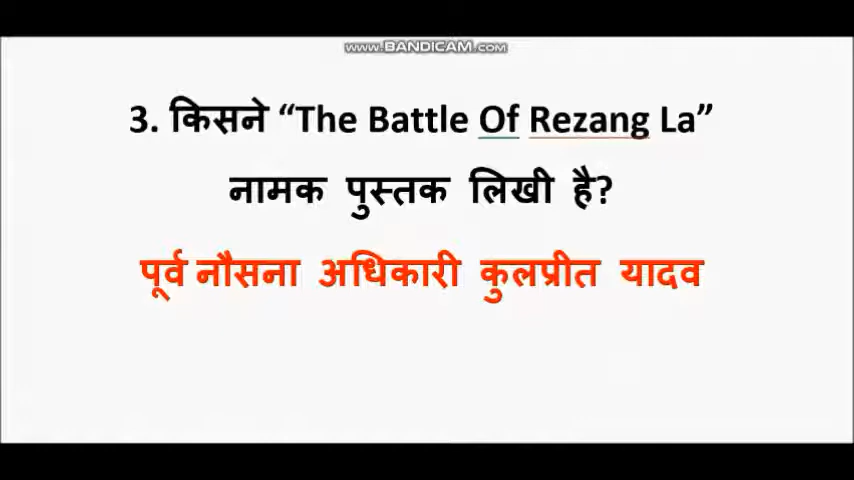 www.BANDICAM.com
3. किसने “The Battle Of Rezang La”
नामक पुस्तक लिखी है?
पूर्व नौसना अधिकारी कुलप्रीत यादव